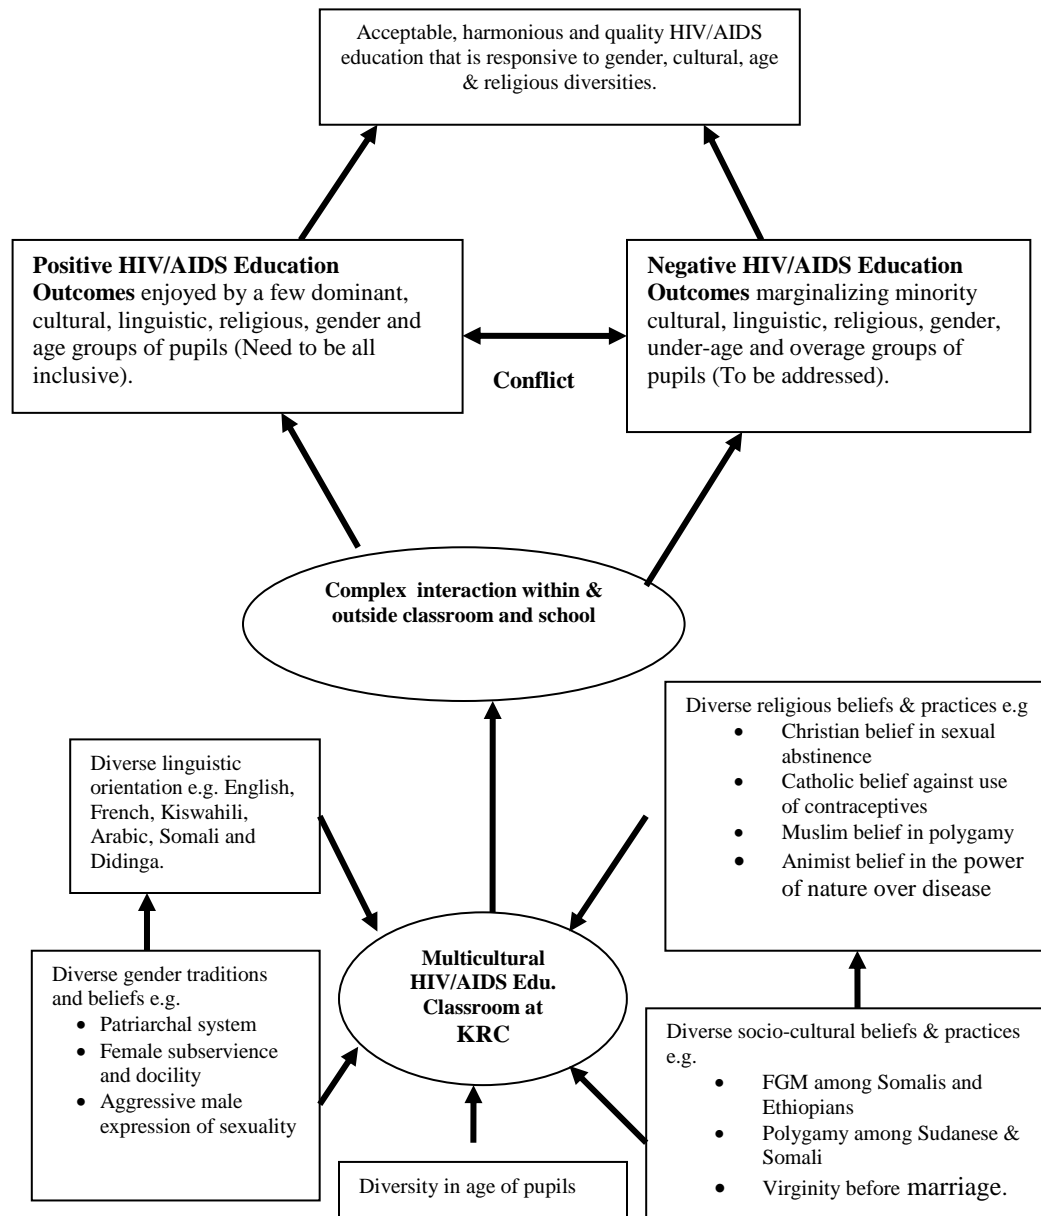 Acceptable, harmonious and quality HIV/AIDS
education that is responsive to gender, cultural, age
& religious diversities.
Positive HIV/AIDS Education
Outcomes enjoyed by a few dominant,
cultural, linguistic, religious, gender and
age groups of pupils (Need to be all
inclusive).
Conflict
Negative HIV/AIDS Education
Outcomes marginalizing minority
cultural, linguistic, religious, gender,
under-age and overage groups of
pupils (To be addressed).
Complex interaction within &
outside classroom and school
Diverse linguistic
orientation e.g. English,
French, Kiswahili,
Arabic, Somali and
Didinga.
Diverse religious beliefs & practices e.g
• Christian belief in sexual
abstinence
• Catholic belief against use
of contraceptives
• Muslim belief in polygamy
• Animist belief in the power
of nature over disease
Diverse gender traditions
and beliefs e.g.
• Patriarchal system
• Female subservience
and docility
• Aggressive male
expression of sexuality
Multicultural
HIV/AIDS Edu.
Classroom at
KRC
Diverse socio-cultural beliefs & practices
e.g.
• FGM among Somalis and
Ethiopians
• Polygamy among Sudanese &
Somali
• Virginity before marriage.
Diversity in age of pupils